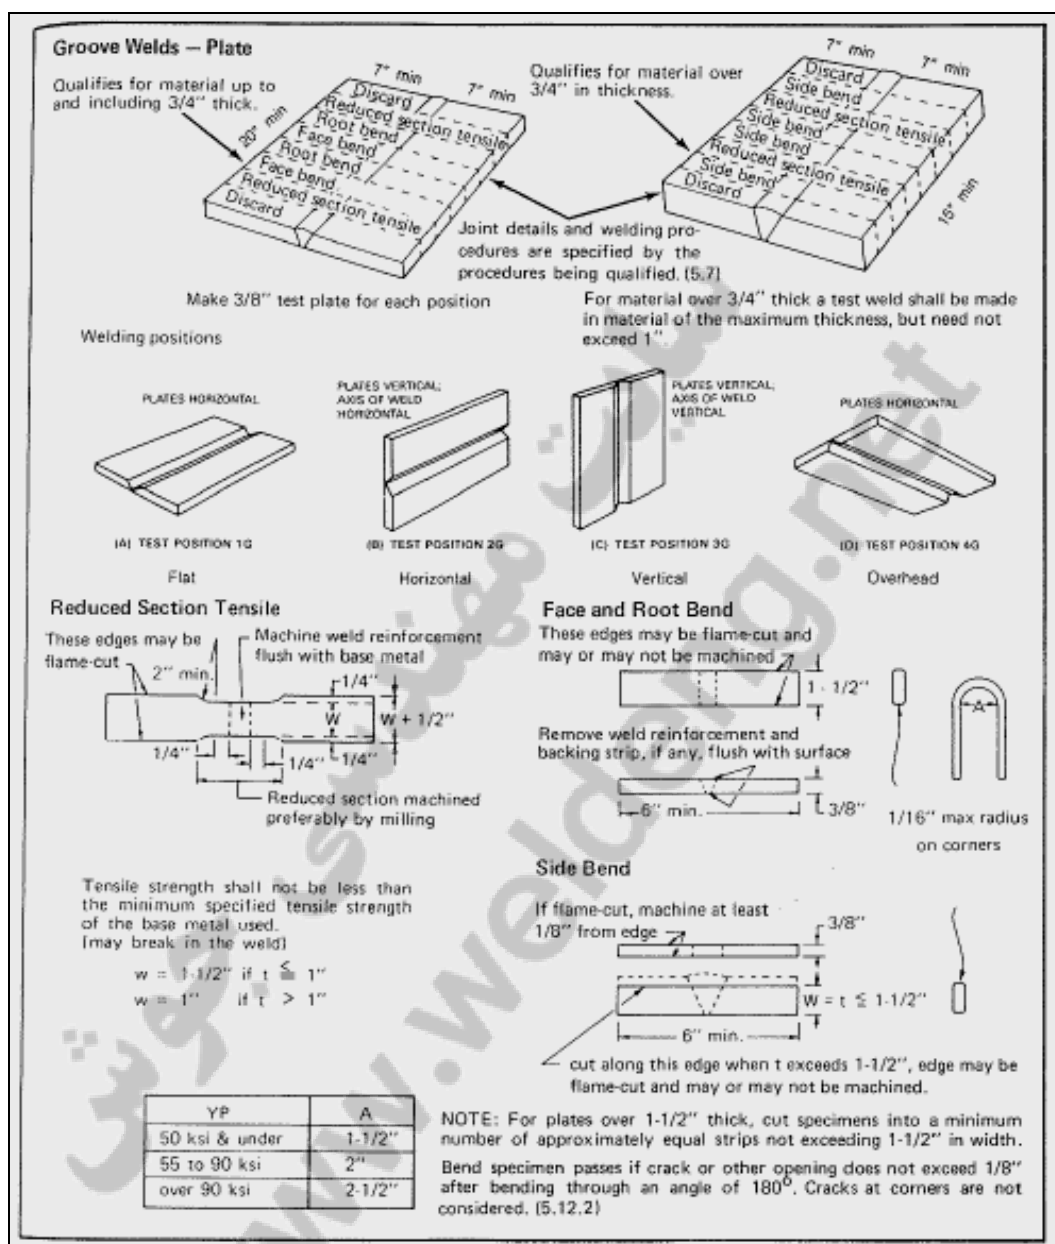 Groove Welds — Plate
Qualifies for material up to
and including 3/4" thick.
7" min
7" min
20" min
Discard
Reduced section tensile
Root bend
Face bend
Root bend
Face bend
Reduced section tensile
Discard
Qualifies for material over
3/4" in thickness.
7" min
7" min
Discard
Side bend
Reduced section tensile
Side bend
Side bend
Reduced section tensile
Side bend
Discard
15" min
Joint details and welding pro-
cedures are specified by the
procedures being qualified. (5.7)
Make 3/8" test plate for each position
For material over 3/4" thick a test weld shall be made
in material of the maximum thickness, but need not
exceed 1".
Welding positions
PLATES HORIZONTAL
(A) TEST POSITION 1G
Flat
PLATES VERTICAL;
AXIS OF WELD
HORIZONTAL
(B) TEST POSITION 2G
Horizontal
PLATES VERTICAL;
AXIS OF WELD
VERTICAL
(C) TEST POSITION 3G
Vertical
PLATES HORIZONTAL
(D) TEST POSITION 4G
Overhead
Reduced Section Tensile
These edges may be
flame-cut
2" min.
Machine weld reinforcement
flush with base metal
1/4"
W
W + 1/2"
1/4"
1/4"
1/4"
Reduced section machined
preferably by milling
Tensile strength shall not be less than
the minimum specified tensile strength
of the base metal used.
(may break in the weld)
w = 1-1/2" if t ≦ 1"
w = 1" if t > 1"
Face and Root Bend
These edges may be flame-cut and
may or may not be machined
1 - 1/2"
Remove weld reinforcement and
backing strip, if any, flush with surface
6" min.
3/8"
A
1/16" max radius
on corners
Side Bend
If flame-cut, machine at least
1/8" from edge
3/8"
W = t ≦ 1-1/2"
6" min.
cut along this edge when t exceeds 1-1/2", edge may be
flame-cut and may or may not be machined.
YP A
50 ksi & under 1-1/2"
55 to 90 ksi 2"
over 90 ksi 2-1/2"
NOTE: For plates over 1-1/2" thick, cut specimens into a minimum
number of approximately equal strips not exceeding 1-1/2" in width.
Bend specimen passes if crack or other opening does not exceed 1/8"
after bending through an angle of 180°. Cracks at corners are not
considered. (5.12.2)
www.weldeng.net